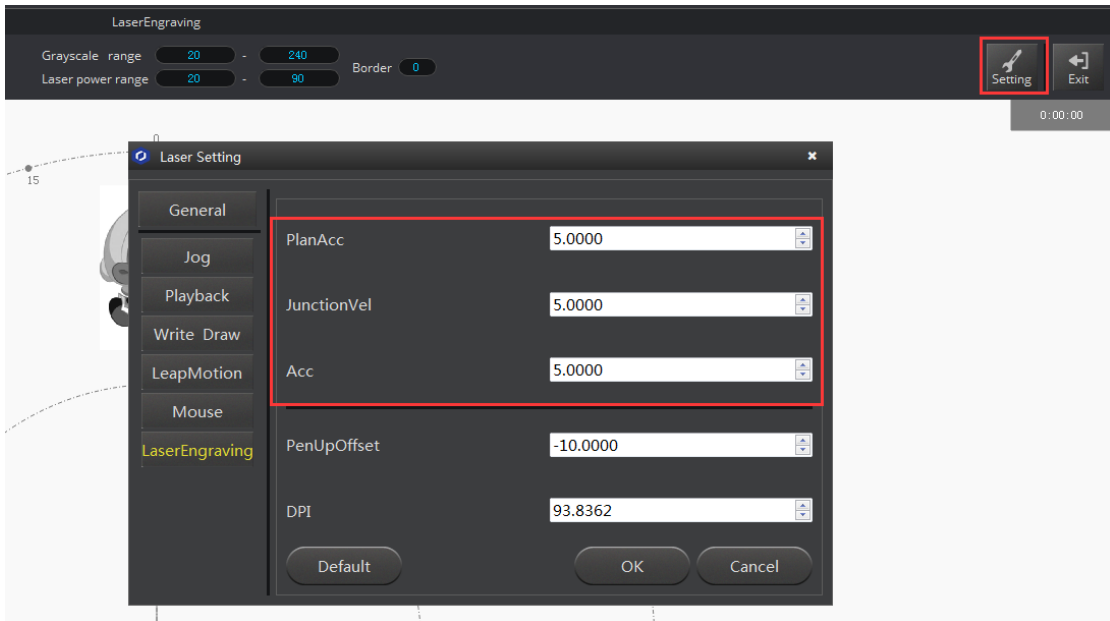 LaserEngraving
Grayscale range 20 - 240
Laser power range 20 - 90
Border 0
Setting
Exit
0:00:00
15
Laser Setting
General
Jog
Playback
Write Draw
LeapMotion
Mouse
LaserEngraving
PlanAcc 5.0000
JunctionVel 5.0000
Acc 5.0000
PenUpOffset -10.0000
DPI 93.8362
Default
OK
Cancel